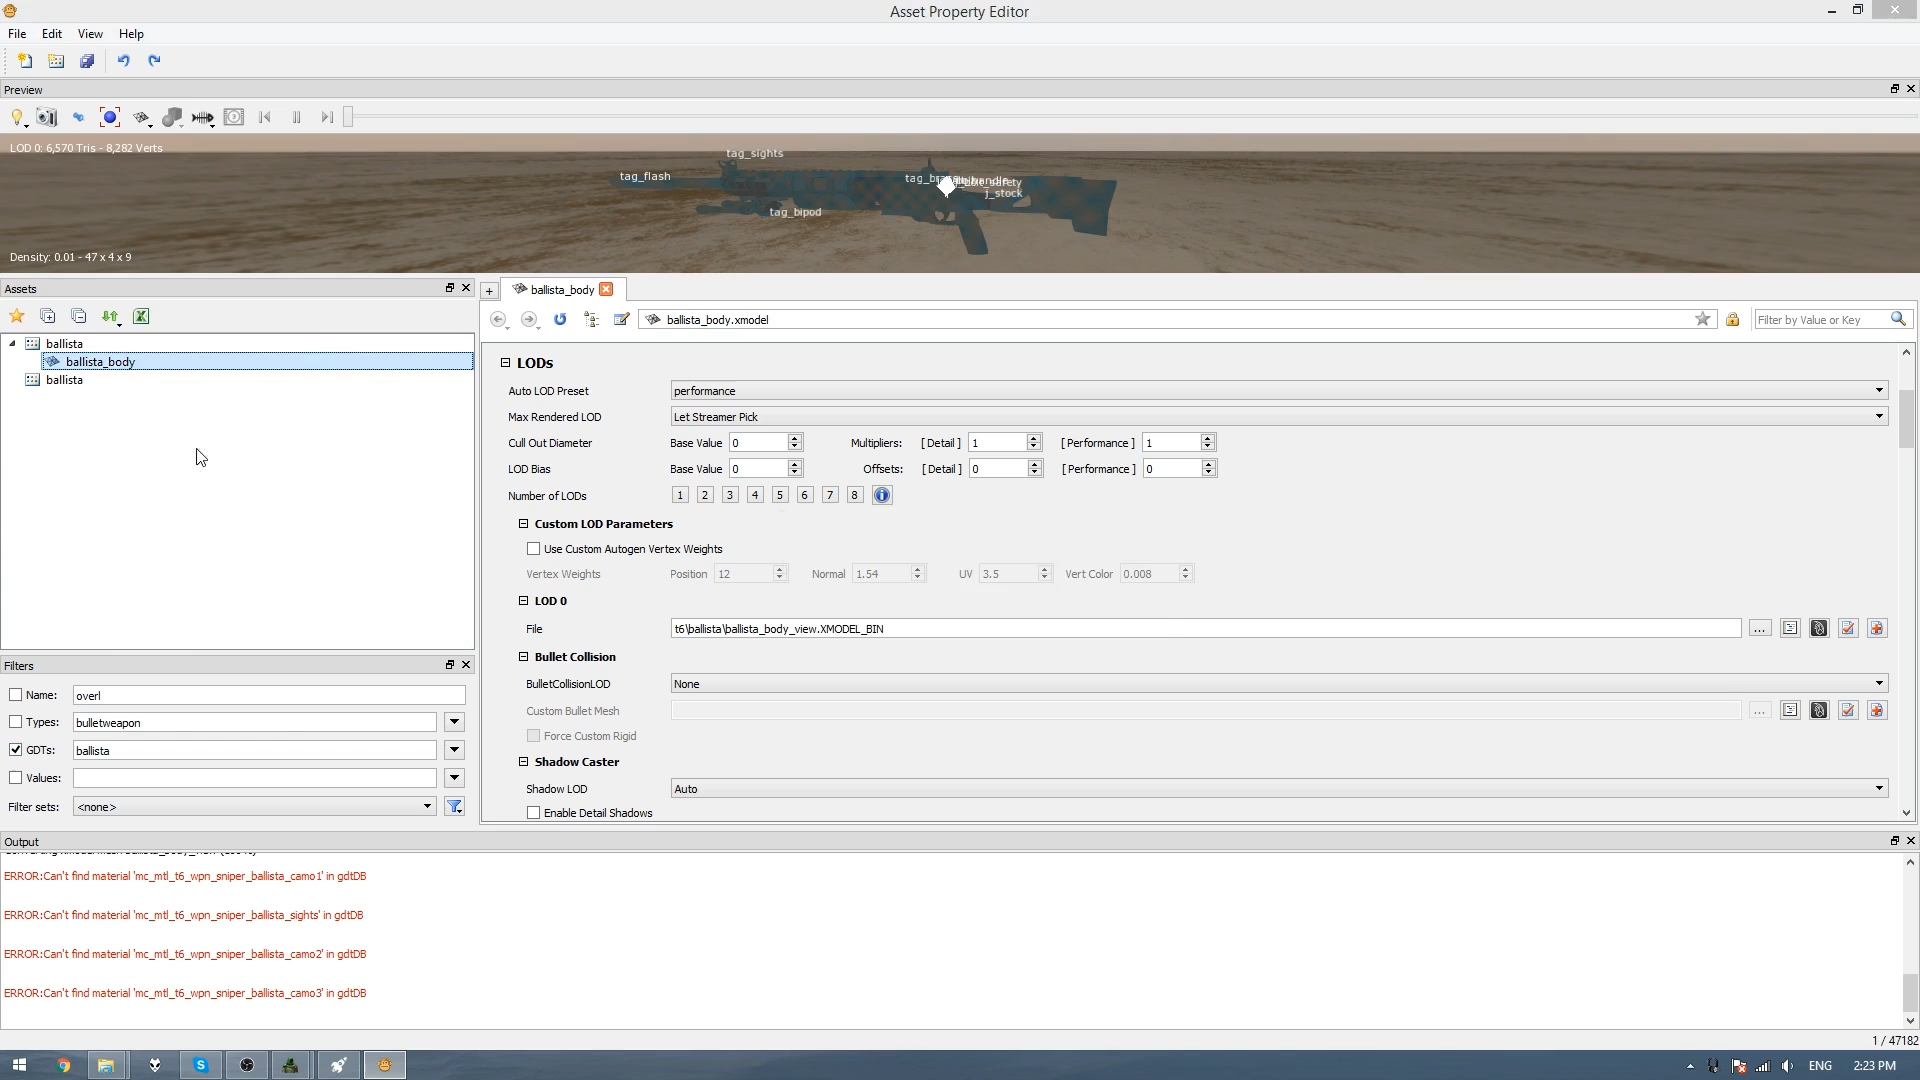 Asset Property Editor
File Edit View Help
Preview
LOD 0: 6,570 Tris - 8,282 Verts
tag_sights
tag_flash
tag_bipod
j_stock
Density: 0.01 - 47 x 4 x 9
Assets
ballista
ballista_body
ballista
Filters
Name: overl
Types: bulletweapon
GDTs: ballista
Values:
Filter sets: <none>
+ ballista_body
ballista_body.xmodel
Filter by Value or Key
LODs
Auto LOD Preset performance
Max Rendered LOD Let Streamer Pick
Cull Out Diameter Base Value 0 Multipliers: [ Detail ] 1 [ Performance ] 1
LOD Bias Base Value 0 Offsets: [ Detail ] 0 [ Performance ] 0
Number of LODs 1 2 3 4 5 6 7 8
Custom LOD Parameters
Use Custom Autogen Vertex Weights
Vertex Weights Position 12 Normal 1.54 UV 3.5 Vert Color 0.008
LOD 0
File t6\ballista\ballista_body_view.XMODEL_BIN ...
Bullet Collision
BulletCollisionLOD None
Custom Bullet Mesh ...
Force Custom Rigid
Shadow Caster
Shadow LOD Auto
Enable Detail Shadows
Output
ERROR:Can't find material 'mc_mtl_t6_wpn_sniper_ballista_camo1' in gdtDB
ERROR:Can't find material 'mc_mtl_t6_wpn_sniper_ballista_sights' in gdtDB
ERROR:Can't find material 'mc_mtl_t6_wpn_sniper_ballista_camo2' in gdtDB
ERROR:Can't find material 'mc_mtl_t6_wpn_sniper_ballista_camo3' in gdtDB
1 / 47182
ENG 2:23 PM